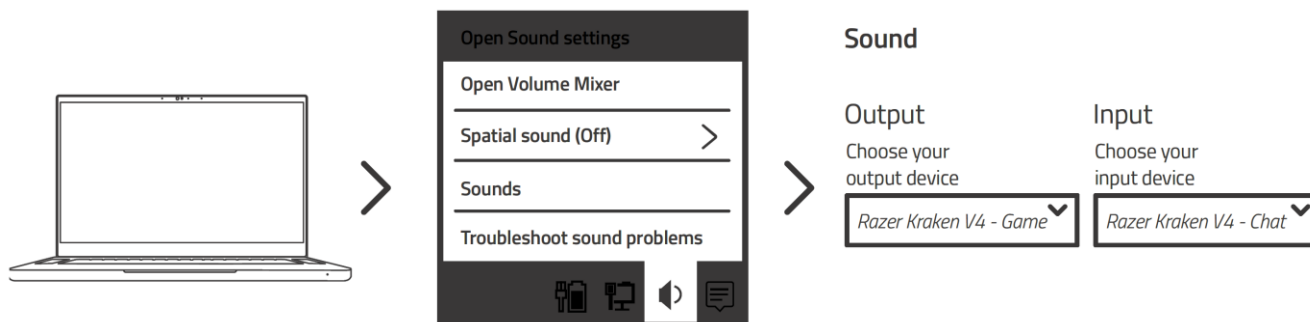 Open Sound settings
Open Volume Mixer
Spatial sound (Off)
Sounds
Troubleshoot sound problems
Sound
Output
Choose your
output device
Razer Kraken V4 - Game
Input
Choose your
input device
Razer Kraken V4 - Chat